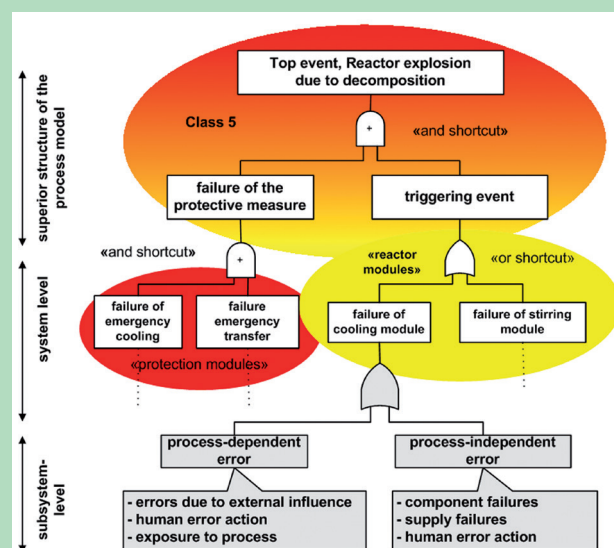 Top event, Reactor explosion
due to decomposition
Class 5
+
«and shortcut»
failure of the
protective measure
triggering event
«and shortcut»
+
«reactor
modules»
«or shortcut»
failure of
emergency
cooling
failure
emergency
transfer
failure of
cooling module
failure of stirring
module
«protection modules»
process-dependent
error
process-independent
error
- errors due to external influence
- human error action
- exposure to process
- component failures
- supply failures
- human error action
superior structure of the
process model
system level
subsystem-
level